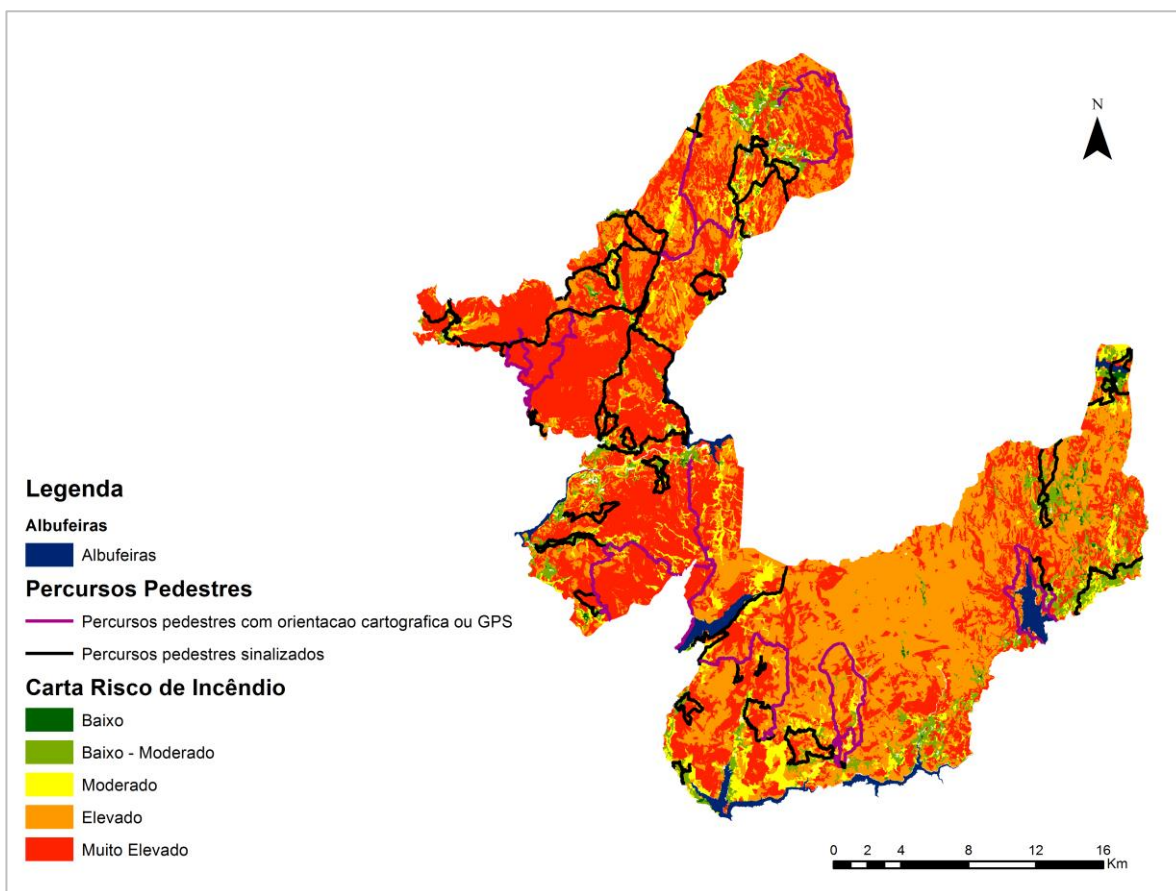 N
Legenda
Albufeiras
Albufeiras
Percursos Pedestres
Percursos pedestres com orientacao cartografica ou GPS
Percursos pedestres sinalizados
Carta Risco de Incêndio
Baixo
Baixo - Moderado
Moderado
Elevado
Muito Elevado
0 2 4 8 12 16
Km